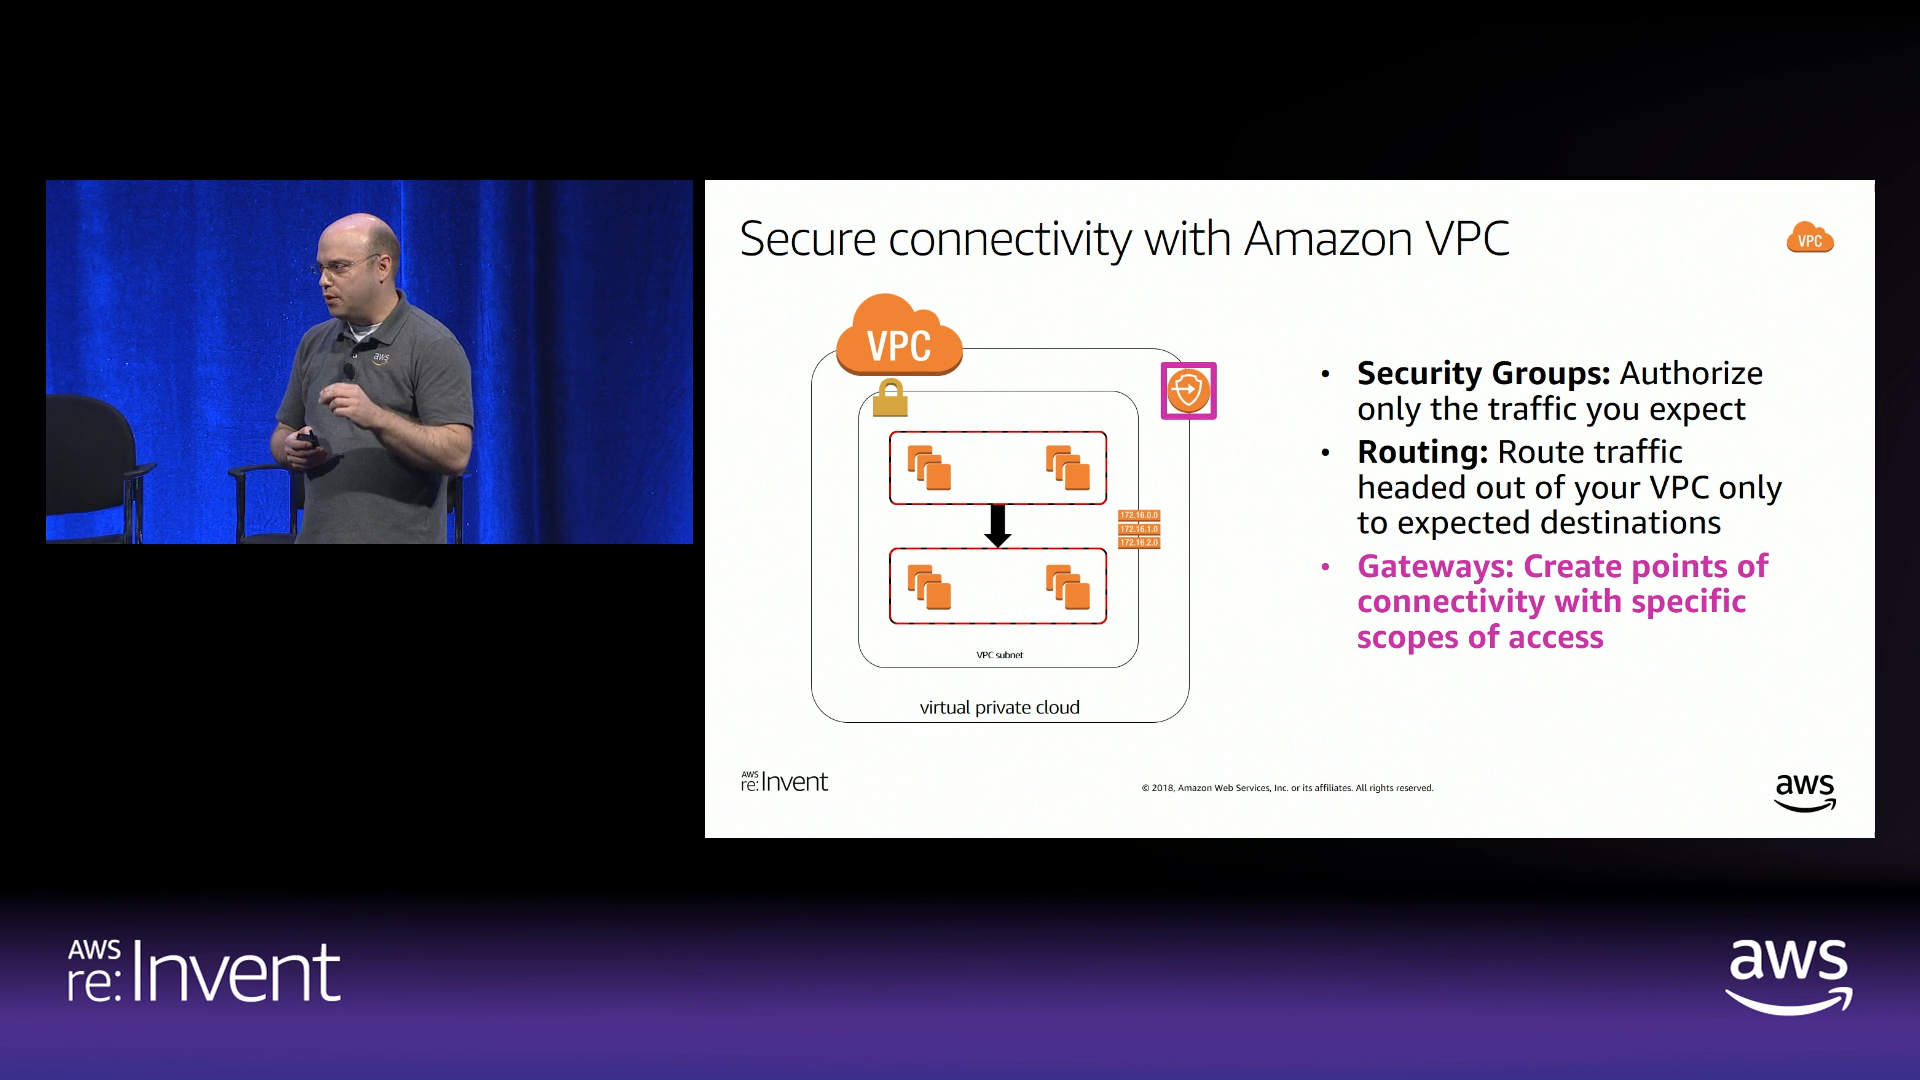 aws
Secure connectivity with Amazon VPC
VPC
VPC
172.16.0.0
172.16.1.0
172.16.2.0
VPC subnet
virtual private cloud
• Security Groups: Authorize
only the traffic you expect
• Routing: Route traffic
headed out of your VPC only
to expected destinations
• Gateways: Create points of
connectivity with specific
scopes of access
AWS
re:Invent
© 2018, Amazon Web Services, Inc. or its affiliates. All rights reserved.
aws
AWS
re:Invent
aws